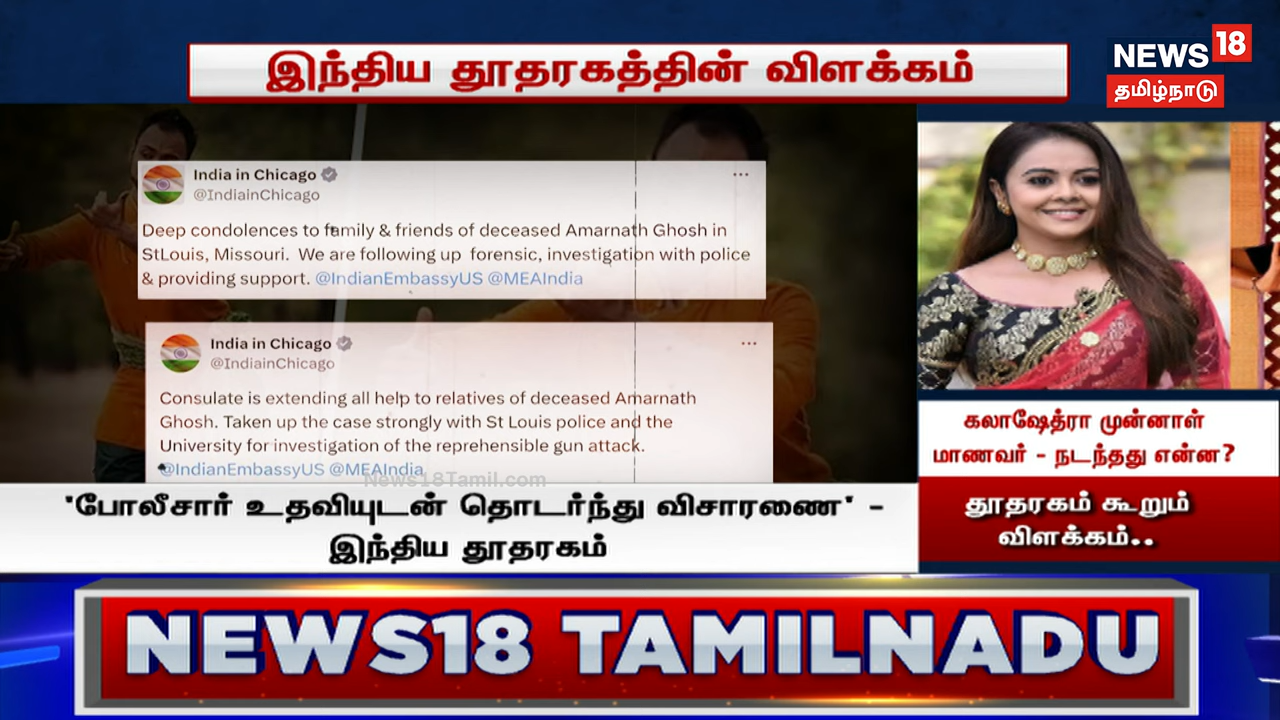 இந்திய தூதரகத்தின் விளக்கம்
NEWS18
தமிழ்நாடு
India in Chicago
@IndiainChicago
Deep condolences to family & friends of deceased Amarnath Ghosh in
StLouis, Missouri. We are following up forensic, investigation with police
& providing support. @IndianEmbassyUS @MEAIndia
India in Chicago
@IndiainChicago
Consulate is extending all help to relatives of deceased Amarnath
Ghosh. Taken up the case strongly with St Louis police and the
University for investigation of the reprehensible gun attack.
@IndianEmbassyUS @MEAIndia
News18Tamil.com
கலாஷேத்ரா முன்னாள்
மாணவர் - நடந்தது என்ன?
தூதரகம் கூறும்
விளக்கம்..
'போலீசார் உதவியுடன் தொடர்ந்து விசாரணை' -
இந்திய தூதரகம்
NEWS18 TAMILNADU